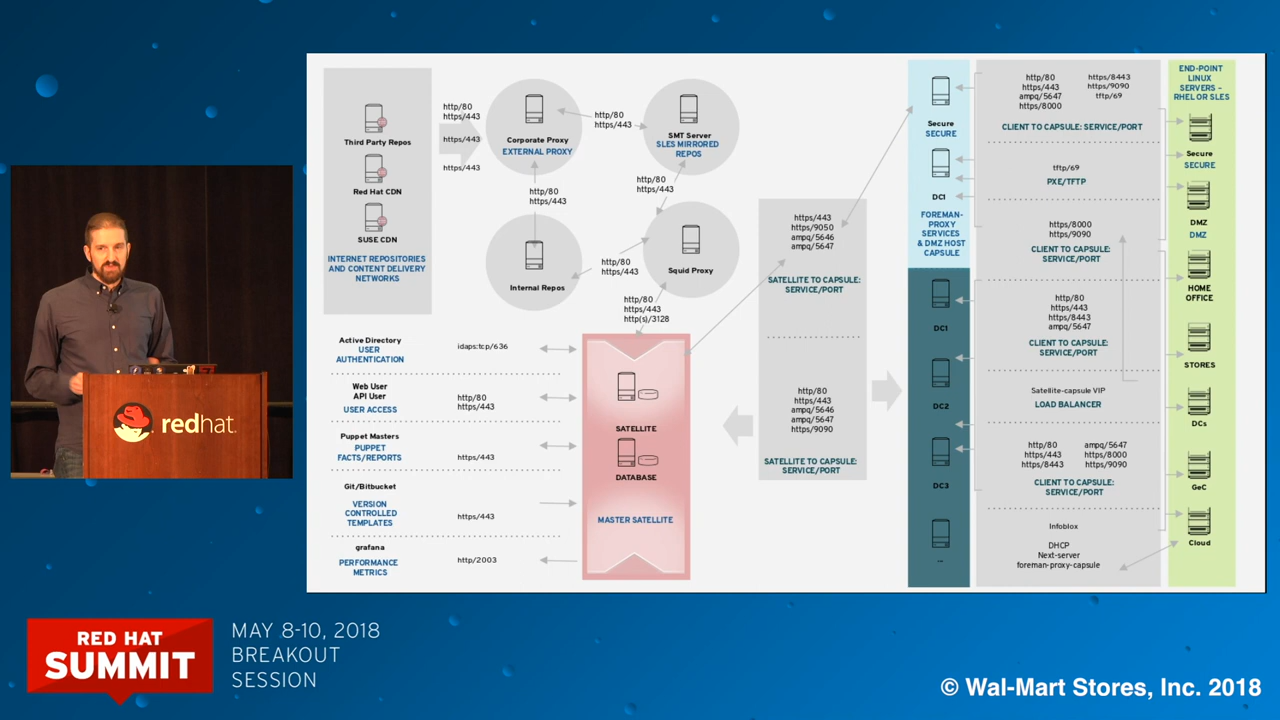 http/80
https/443
https/443
https/443
Third Party Repos
Red Hat CDN
SUSE CDN
INTERNET REPOSITORIES
AND CONTENT DELIVERY
NETWORKS
Corporate Proxy
EXTERNAL PROXY
http/80
https/443
SMT Server
SLES MIRRORED
REPOS
http/80
https/443
http/80
https/443
Internal Repos
http/80
https/443
Squid Proxy
http/80
https/443
http(s)/3128
Active Directory
USER
AUTHENTICATION
idaps:tcp/636
Web User
API User
USER ACCESS
http/80
https/443
Puppet Masters
PUPPET
FACTS/REPORTS
https/443
Git/Bitbucket
VERSION
CONTROLLED
TEMPLATES
https/443
grafana
PERFORMANCE
METRICS
http/2003
SATELLITE
DATABASE
MASTER SATELLITE
https/443
https/9050
ampq/5646
ampq/5647
SATELLITE TO CAPSULE:
SERVICE/PORT
http/80
https/443
ampq/5646
ampq/5647
https/9090
SATELLITE TO CAPSULE:
SERVICE/PORT
Secure
SECURE
DC1
FOREMAN-
PROXY
SERVICES
& DMZ HOST
CAPSULE
DC1
DC2
DC3
...
http/80
https/443
ampq/5647
https/8000
https/8443
https/9090
tftp/69
CLIENT TO CAPSULE: SERVICE/PORT
tftp/69
PXE/TFTP
https/8000
https/9090
CLIENT TO CAPSULE:
SERVICE/PORT
http/80
https/443
https/8443
ampq/5647
CLIENT TO CAPSULE:
SERVICE/PORT
Satellite-capsule VIP
LOAD BALANCER
http/80
https/443
https/8443
ampq/5647
https/8000
https/9090
CLIENT TO CAPSULE:
SERVICE/PORT
Infoblox
DHCP
Next-server
foreman-proxy-capsule
END-POINT
LINUX
SERVERS –
RHEL OR SLES
Secure
SECURE
DMZ
DMZ
HOME
OFFICE
STORES
DCs
GeC
Cloud
redhat.
RED HAT
SUMMIT
MAY 8-10, 2018
BREAKOUT
SESSION
© Wal-Mart Stores, Inc. 2018